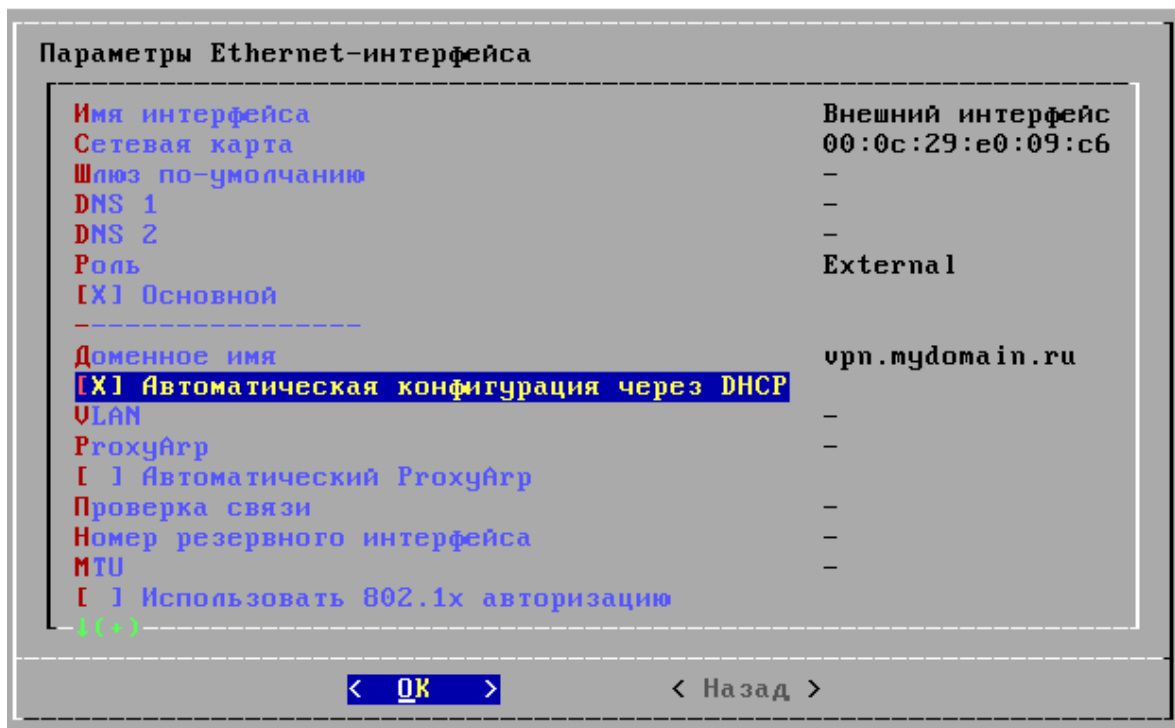 Параметры Ethernet-интерфейса
Имя интерфейса Внешний интерфейс
Сетевая карта 00:0c:29:e0:09:c6
Шлюз по-умолчанию –
DNS 1 –
DNS 2 –
Роль External
[X] Основной
-----------------
Доменное имя vpn.mydomain.ru
[X] Автоматическая конфигурация через DHCP
VLAN –
ProxyArp –
[ ] Автоматический ProxyArp
Проверка связи –
Номер резервного интерфейса –
MTU –
[ ] Использовать 802.1x авторизацию
↓(+)
< OK > < Назад >